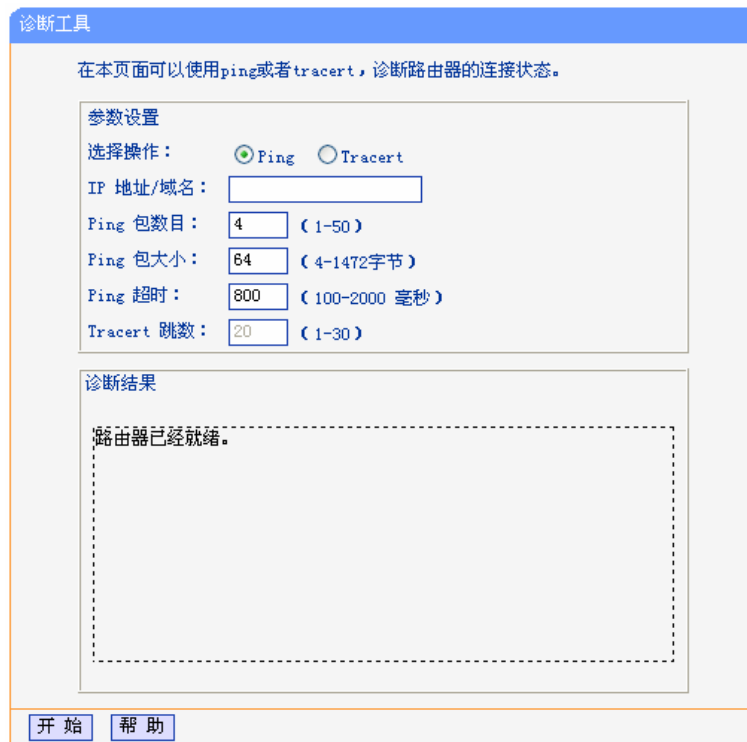 诊断工具
在本页面可以使用ping或者tracert，诊断路由器的连接状态。
参数设置
选择操作： Ping Tracert
IP 地址/域名：
Ping 包数目： 4 （1-50）
Ping 包大小： 64 （4-1472字节）
Ping 超时： 800 （100-2000 毫秒）
Tracert 跳数： 20 （1-30）
诊断结果
路由器已经就绪。
开 始 帮 助